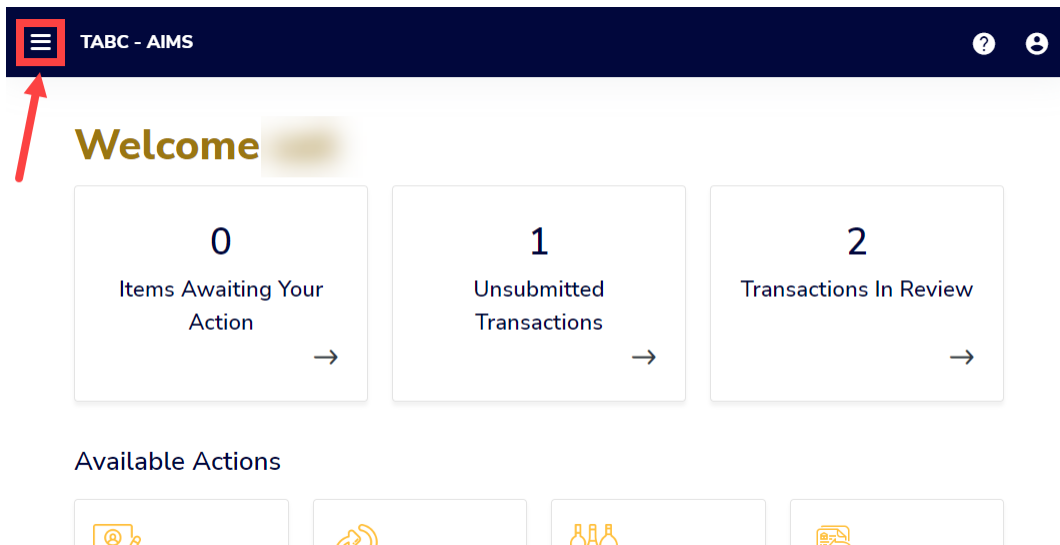 TABC - AIMS
Welcome
0
Items Awaiting Your
Action
1
Unsubmitted
Transactions
2
Transactions In Review
Available Actions